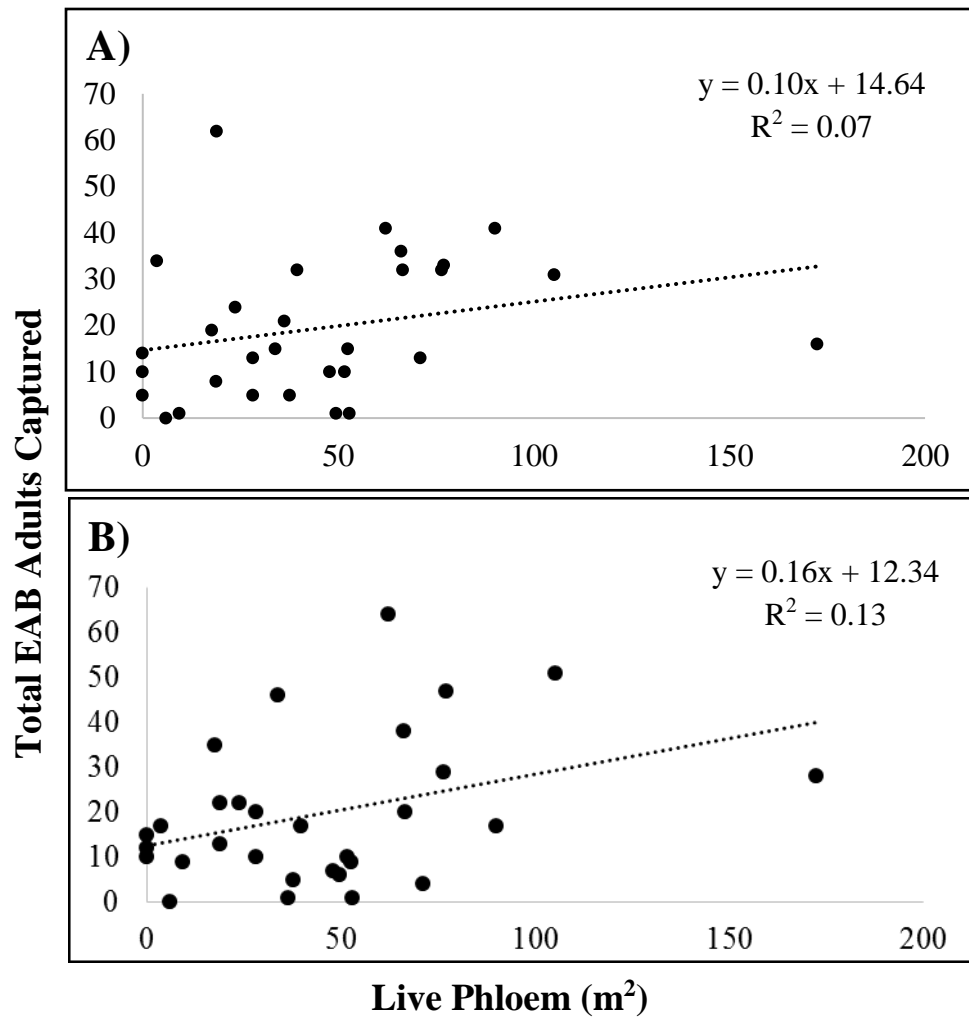 A)
y = 0.10x + 14.64
R² = 0.07
70
60
50
40
30
20
10
0
0 50 100 150 200
Total EAB Adults Captured
B)
y = 0.16x + 12.34
R² = 0.13
70
60
50
40
30
20
10
0
0 50 100 150 200
Live Phloem (m²)